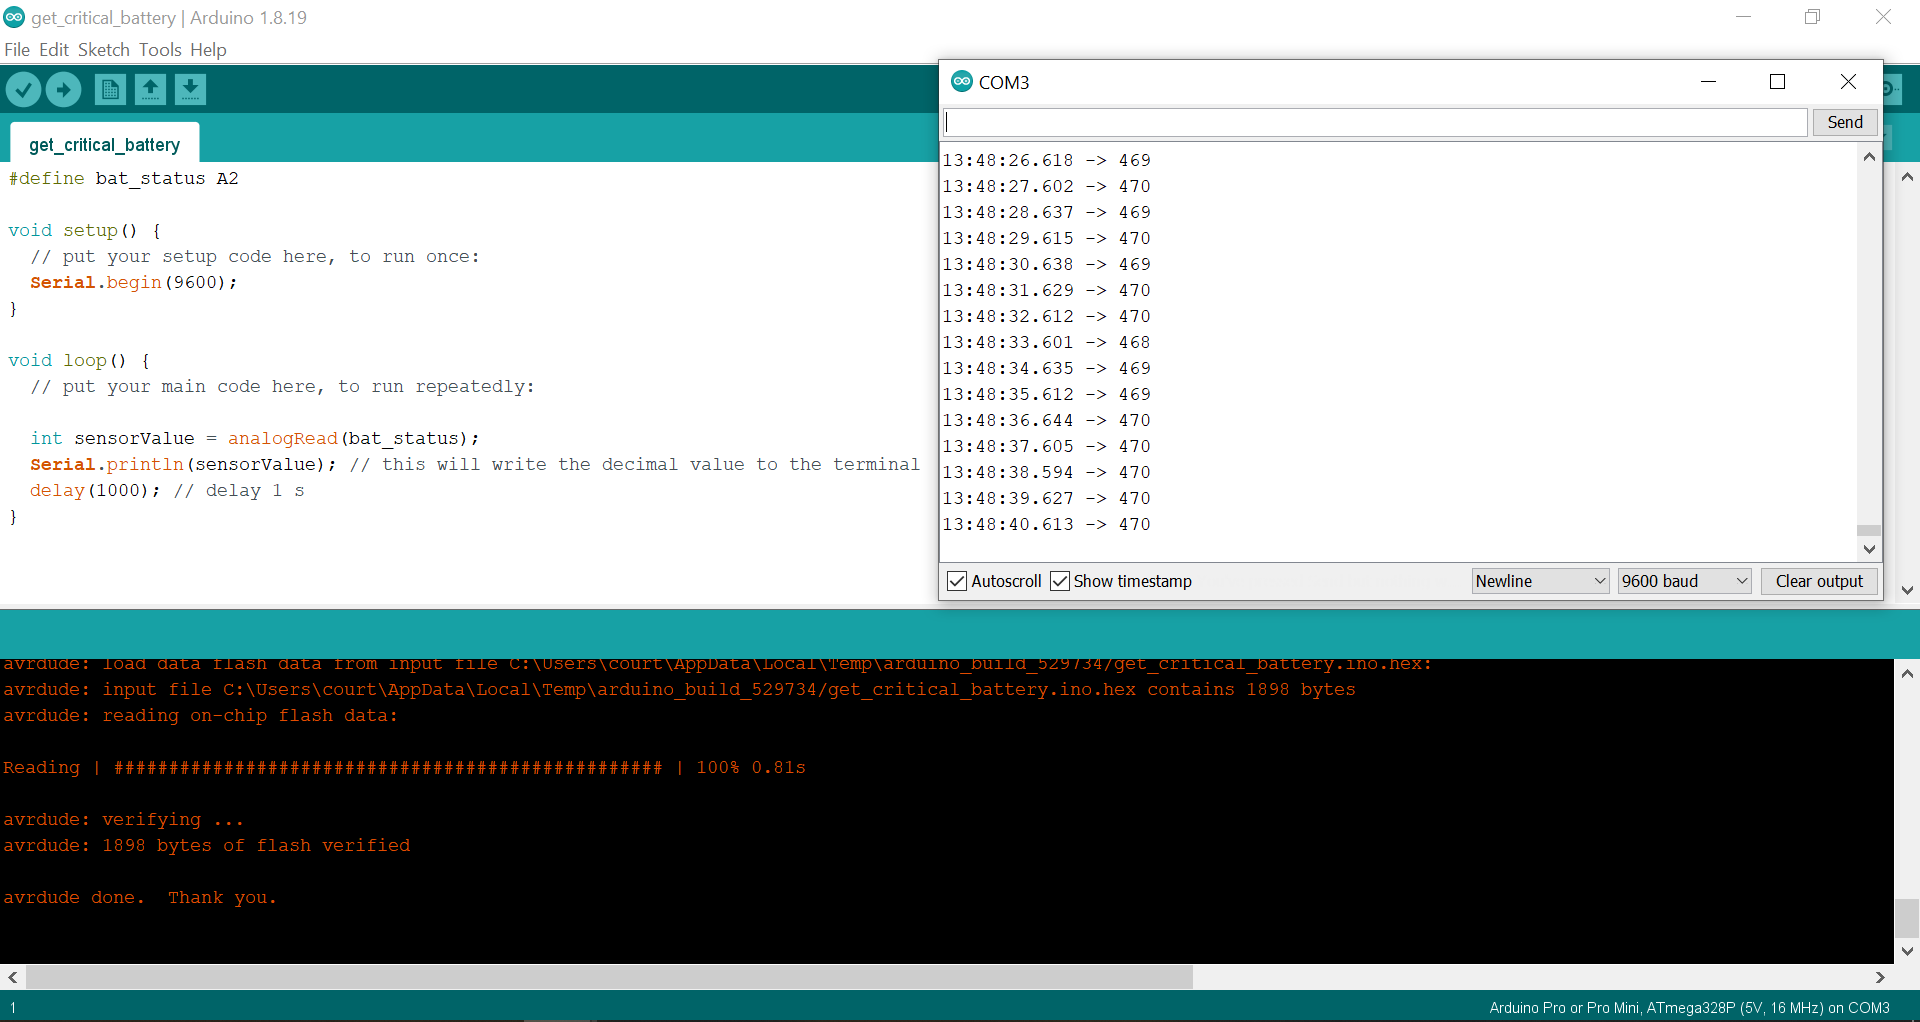 get_critical_battery | Arduino 1.8.19
File Edit Sketch Tools Help
get_critical_battery
#define bat_status A2
void setup() {
// put your setup code here, to run once:
Serial.begin(9600);
}
void loop() {
// put your main code here, to run repeatedly:
int sensorValue = analogRead(bat_status);
Serial.println(sensorValue); // this will write the decimal value to the terminal
delay(1000); // delay 1 s
}
COM3
Send
13:48:26.618 -> 469
13:48:27.602 -> 470
13:48:28.637 -> 469
13:48:29.615 -> 470
13:48:30.638 -> 469
13:48:31.629 -> 470
13:48:32.612 -> 470
13:48:33.601 -> 468
13:48:34.635 -> 469
13:48:35.612 -> 469
13:48:36.644 -> 470
13:48:37.605 -> 470
13:48:38.594 -> 470
13:48:39.627 -> 470
13:48:40.613 -> 470
Autoscroll Show timestamp Newline 9600 baud Clear output
avrdude: load data flash data from input file C:\Users\court\AppData\Local\Temp\arduino_build_529734/get_critical_battery.ino.hex:
avrdude: input file C:\Users\court\AppData\Local\Temp\arduino_build_529734/get_critical_battery.ino.hex contains 1898 bytes
avrdude: reading on-chip flash data:
Reading | ################################################## | 100% 0.81s
avrdude: verifying ...
avrdude: 1898 bytes of flash verified
avrdude done.  Thank you.
1 Arduino Pro or Pro Mini, ATmega328P (5V, 16 MHz) on COM3